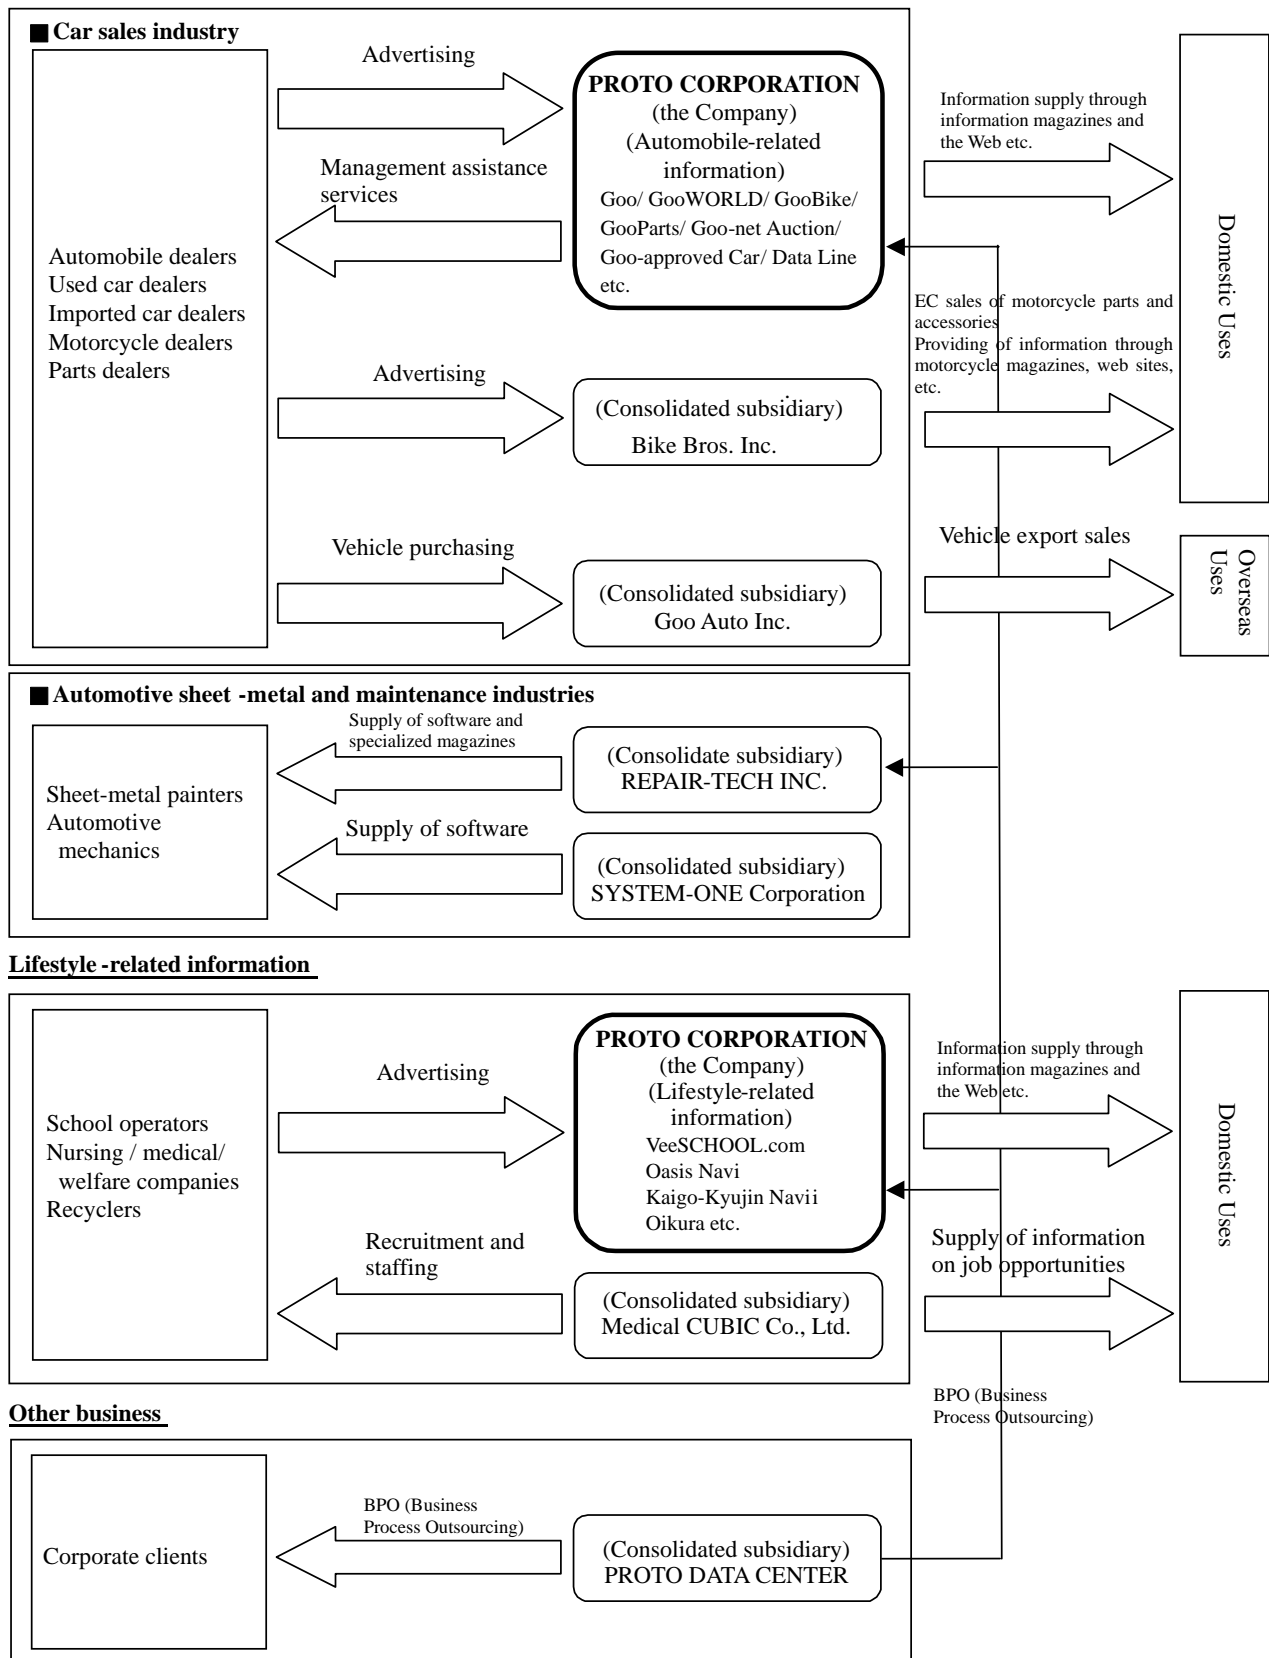 ■ Car sales industry
Automobile dealers
Used car dealers
Imported car dealers
Motorcycle dealers
Parts dealers
Advertising
Management assistance
services
PROTO CORPORATION
(the Company)
(Automobile-related
information)
Goo/ GooWORLD/ GooBike/
GooParts/ Goo-net Auction/
Goo-approved Car/ Data Line
etc.
Information supply through
information magazines and
the Web etc.
Domestic Uses
Advertising
(Consolidated subsidiary)
Bike Bros. Inc.
EC sales of motorcycle parts and
accessories
Providing of information through
motorcycle magazines, web sites,
etc.
Vehicle purchasing
(Consolidated subsidiary)
Goo Auto Inc.
Vehicle export sales
Overseas
Uses
■ Automotive sheet -metal and maintenance industries
Sheet-metal painters
Automotive
mechanics
Supply of software and
specialized magazines
(Consolidate subsidiary)
REPAIR-TECH INC.
Supply of software
(Consolidated subsidiary)
SYSTEM-ONE Corporation
Lifestyle -related information
School operators
Nursing / medical/
welfare companies
Recyclers
Advertising
PROTO CORPORATION
(the Company)
(Lifestyle-related
information)
VeeSCHOOL.com
Oasis Navi
Kaigo-Kyujin Navii
Oikura etc.
Information supply through
information magazines and
the Web etc.
Domestic Uses
Recruitment and
staffing
(Consolidated subsidiary)
Medical CUBIC Co., Ltd.
Supply of information
on job opportunities
BPO (Business
Process Outsourcing)
Other business
Corporate clients
BPO (Business
Process Outsourcing)
(Consolidated subsidiary)
PROTO DATA CENTER